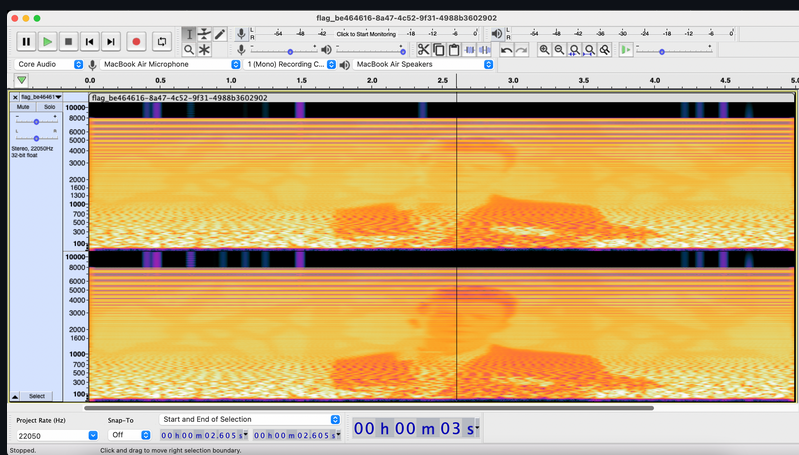 flag_be464616-8a47-4c52-9f31-4988b3602902
L R -54 -48 -42 Click to Start Monitoring -18 -12 -6 0
L R -54 -48 -42 -36 -30 -24 -18 -12 -6 0
Core Audio MacBook Air Microphone 1 (Mono) Recording C... MacBook Air Speakers
0.0 0.5 1.0 1.5 2.0 2.5 3.0 3.5 4.0 4.5 5.0
× flag_be46461 flag_be464616-8a47-4c52-9f31-4988b3602902
Mute Solo
- +
L R
Stereo, 22050Hz
32-bit float
10000
8000
6000
5000
4000
3000
2000
1600
1300
1000
700
500
300
100
10000
8000
6000
5000
4000
3000
2000
1600
1000
700
500
300
100
Select
Project Rate (Hz) Snap-To Start and End of Selection
22050 Off 00 h 00 m 02.605 s 00 h 00 m 02.605 s 00 h 00 m 03 s
Stopped. Click and drag to move right selection boundary.